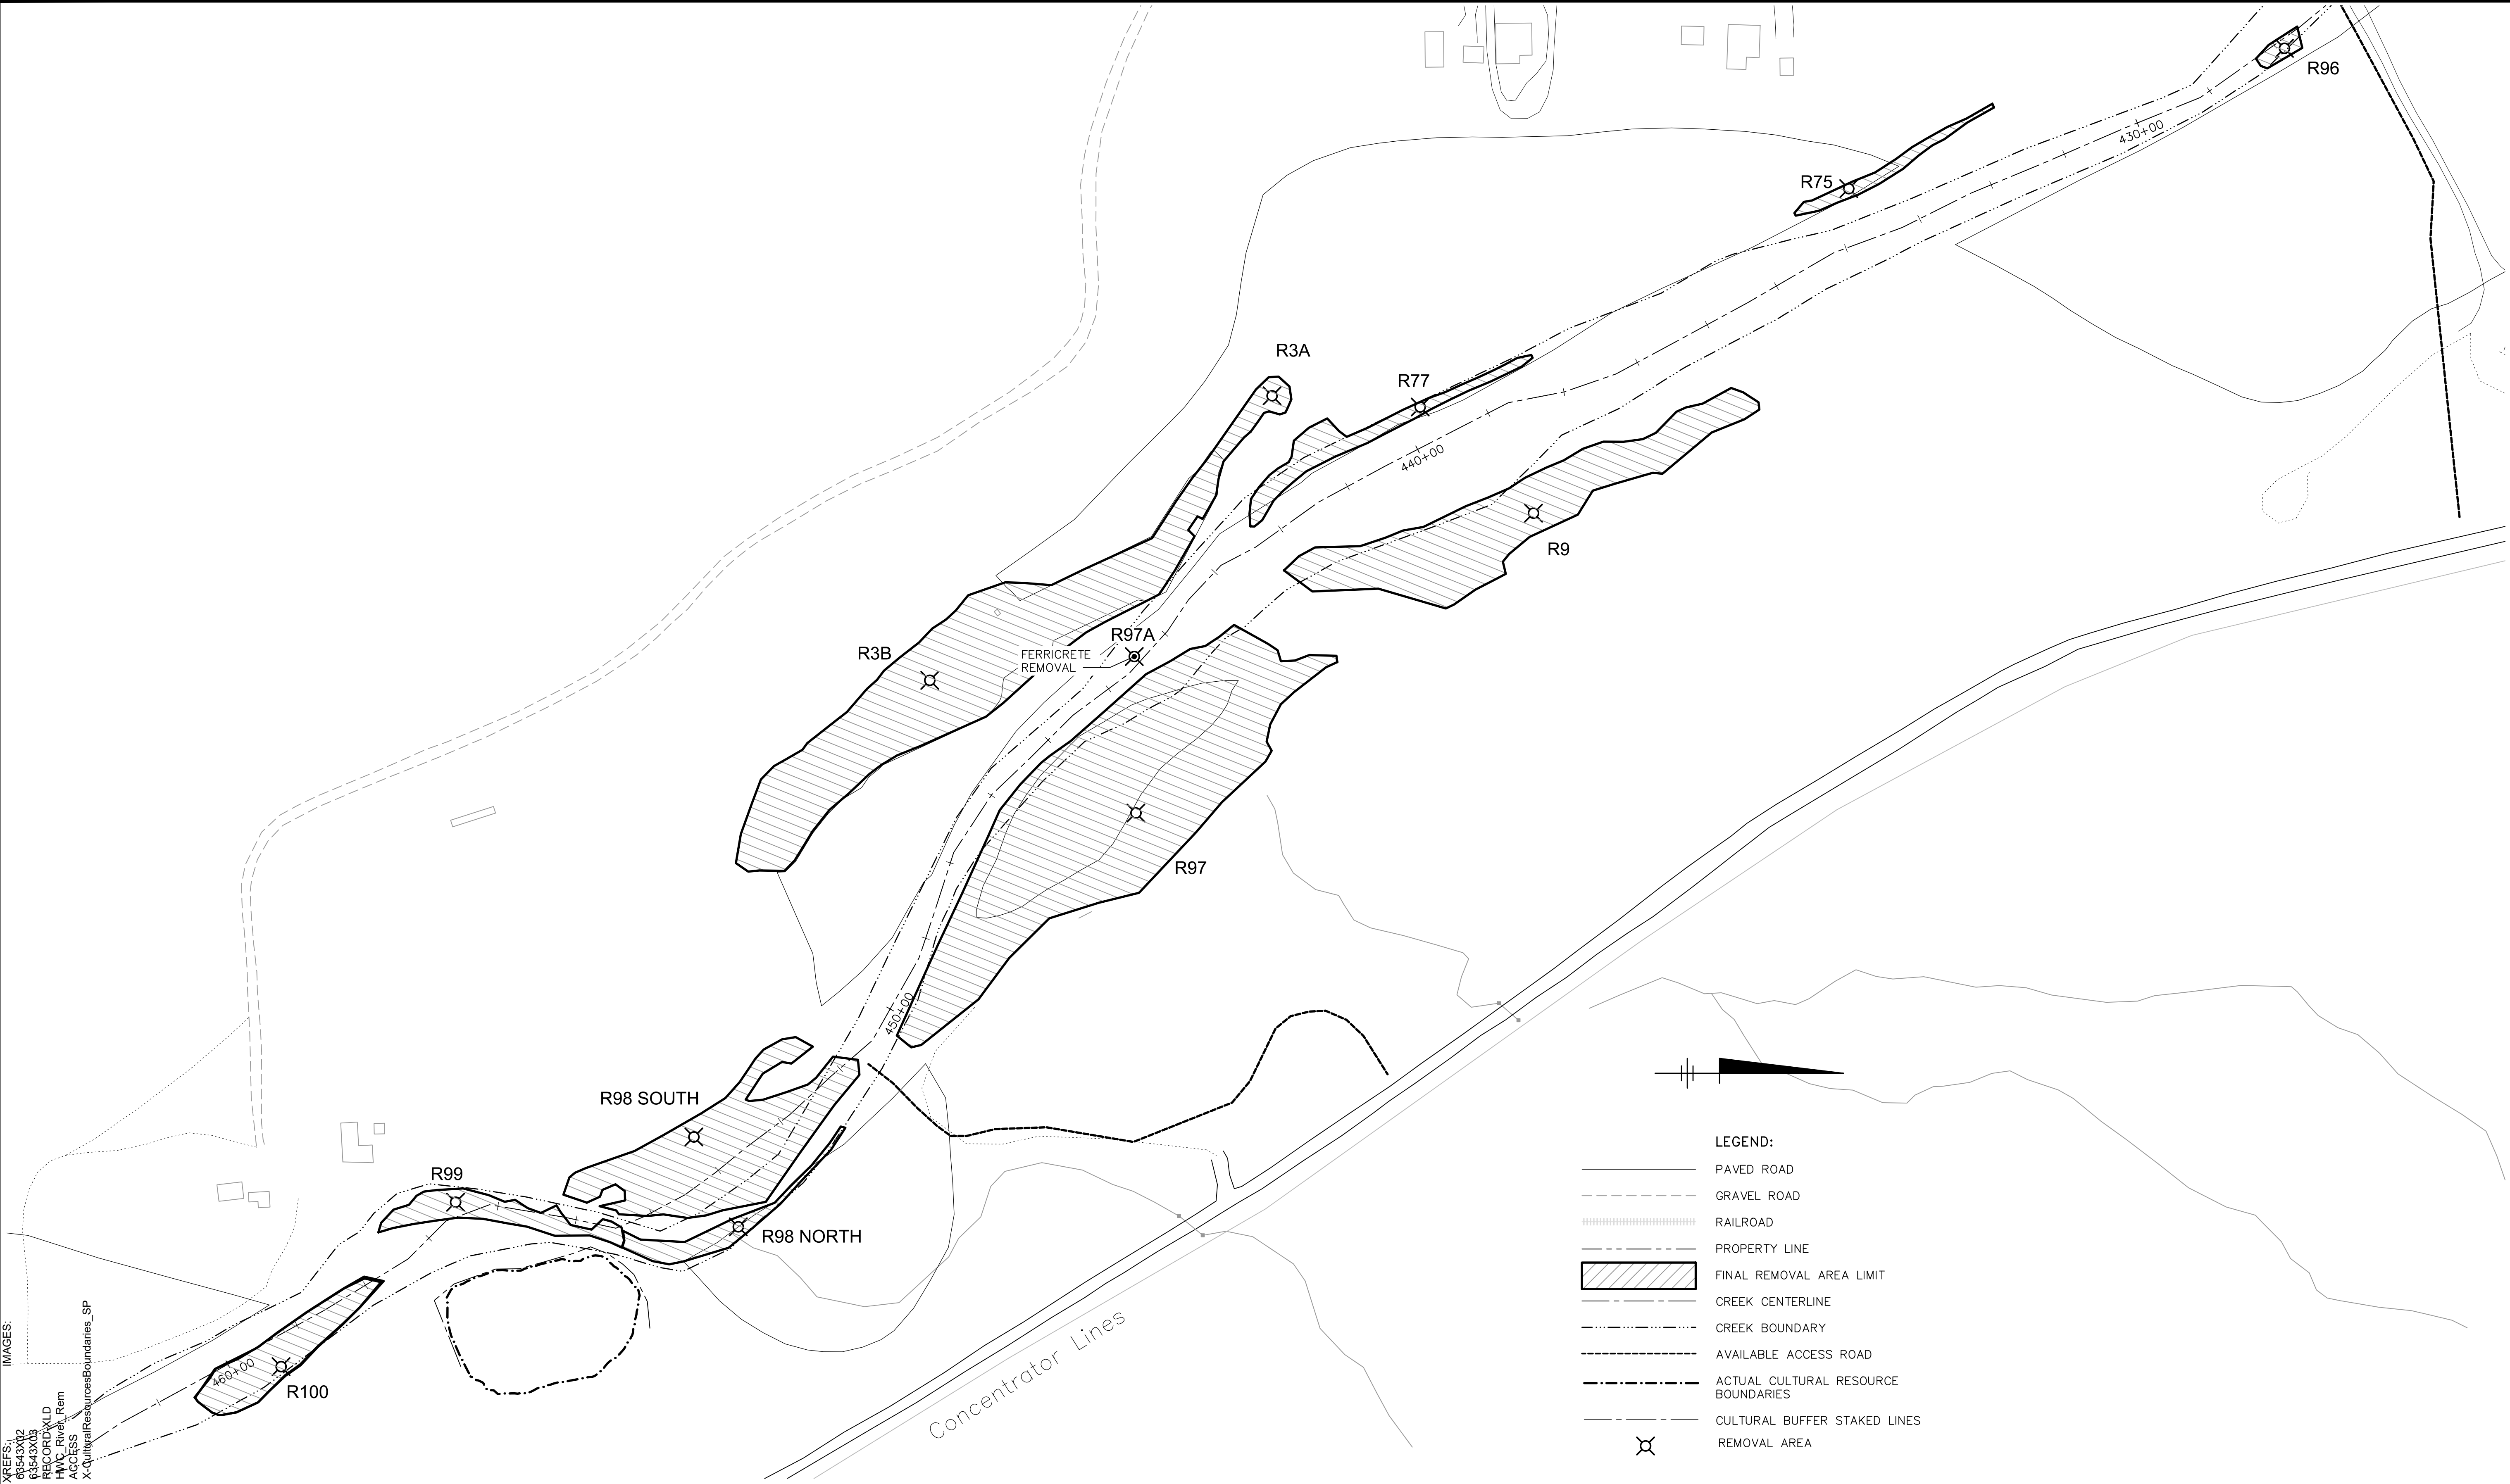 R96
430+00
R75
R3A
R77
440+00
R9
R97A
FERRICRETE
REMOVAL
R3B
R97
450+00
R98 SOUTH
R99
R98 NORTH
460+00
R100
Concentrator Lines
LEGEND:
PAVED ROAD
GRAVEL ROAD
RAILROAD
PROPERTY LINE
FINAL REMOVAL AREA LIMIT
CREEK CENTERLINE
CREEK BOUNDARY
AVAILABLE ACCESS ROAD
ACTUAL CULTURAL RESOURCE
BOUNDARIES
CULTURAL BUFFER STAKED LINES
REMOVAL AREA
IMAGES:
XREFS:
63543X02
63543X03
RECORD-XLD
HWC_River_Rem
ACCESS
X-CulturalResourcesBoundaries_SP